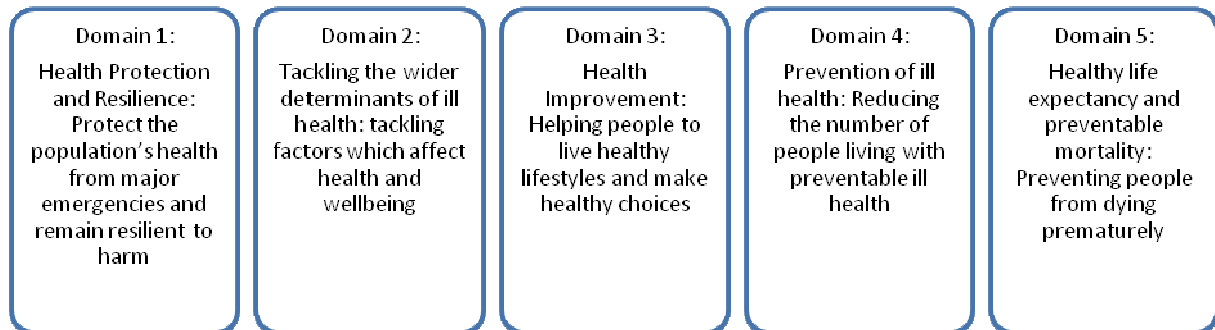 Domain 1:
Health Protection
and Resilience:
Protect the
population's health
from major
emergencies and
remain resilient to
harm
Domain 2:
Tackling the wider
determinants of ill
health: tackling
factors which affect
health and
wellbeing
Domain 3:
Health
Improvement:
Helping people to
live healthy
lifestyles and make
healthy choices
Domain 4:
Prevention of ill
health: Reducing
the number of
people living with
preventable ill
health
Domain 5:
Healthy life
expectancy and
preventable
mortality:
Preventing people
from dying
prematurely